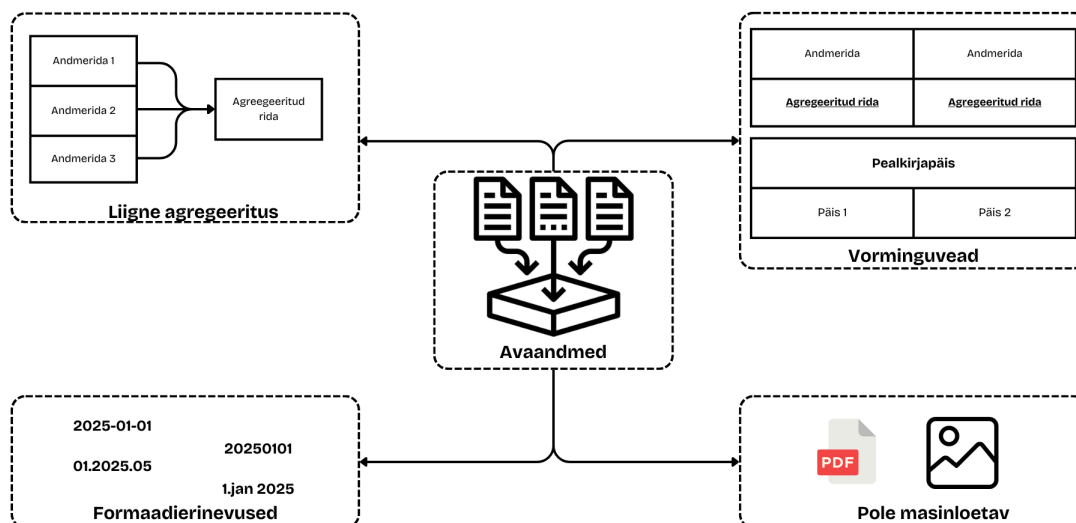 Andmerida 1
Andmerida 2
Andmerida 3
Agreegeeritud
rida
Liigne agregeeritus
Andmerida
Andmerida
Agregeeritud rida
Agregeeritud rida
Pealkirjapäis
Päis 1
Päis 2
Vorminguvead
Avaandmed
2025-01-01
20250101
01.2025.05
1.jan 2025
Formaadierinevused
PDF
Pole masinloetav